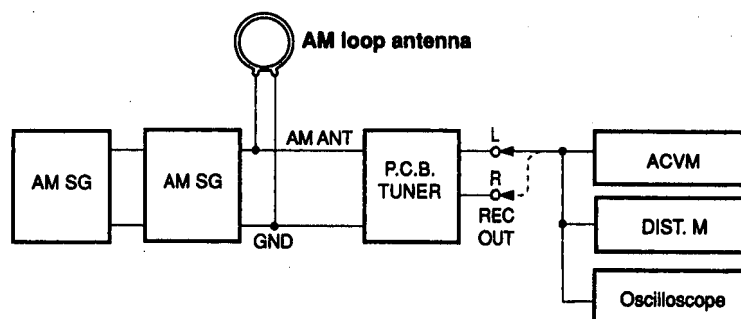 AM loop antenna
AM SG
AM SG
AM ANT
GND
P.C.B.
TUNER
L
R
REC
OUT
ACVM
DIST. M
Oscilloscope